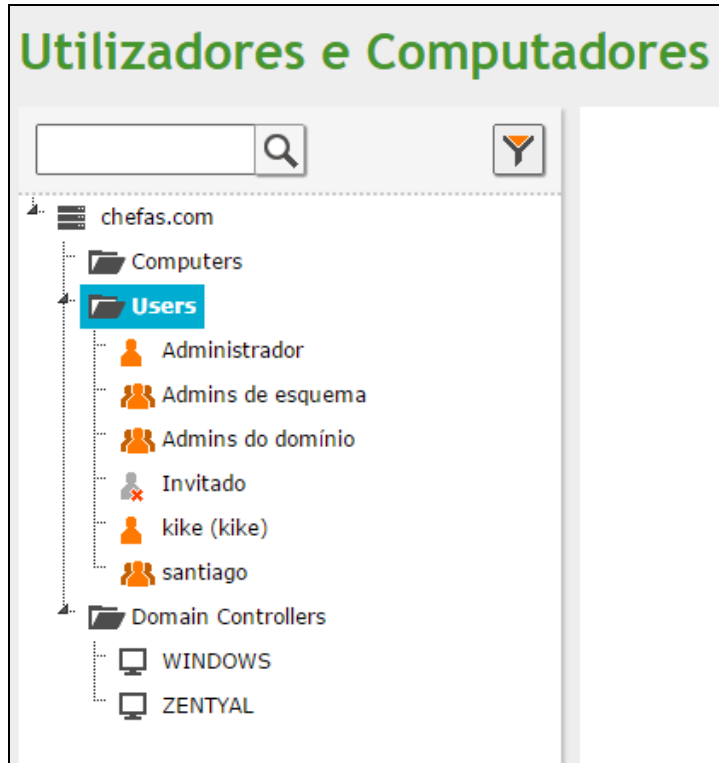 Utilizadores e Computadores
chefas.com
Computers
Users
Administrador
Admins de esquema
Admins do domínio
Invitado
kike (kike)
santiago
Domain Controllers
WINDOWS
ZENTYAL